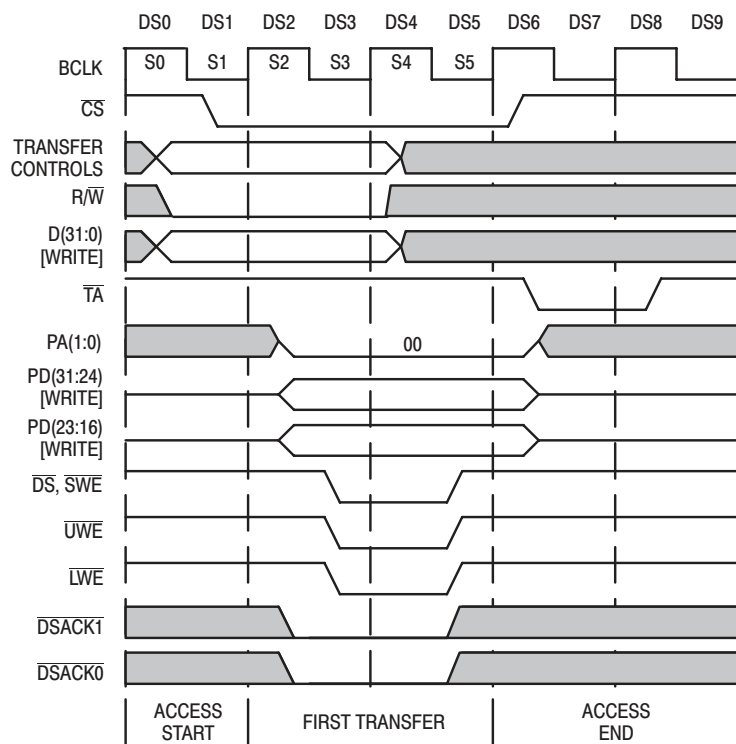 DS0 DS1 DS2 DS3 DS4 DS5 DS6 DS7 DS8 DS9
BCLK S0 S1 S2 S3 S4 S5
CS
TRANSFER
CONTROLS
R/W
D(31:0)
[WRITE]
TA
PA(1:0) 00
PD(31:24)
[WRITE]
PD(23:16)
[WRITE]
DS, SWE
UWE
LWE
DSACK1
DSACK0
ACCESS
START
FIRST TRANSFER
ACCESS
END